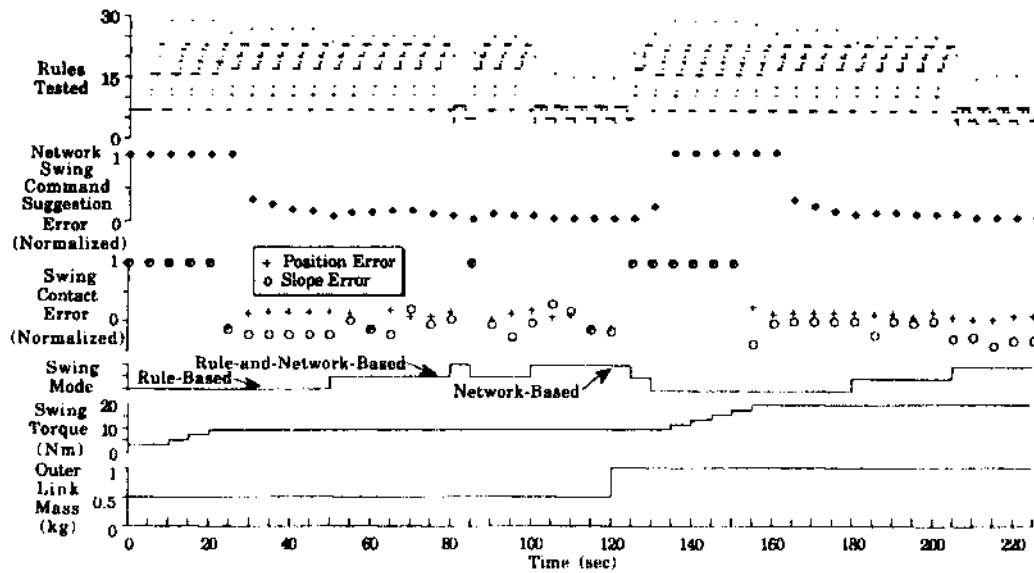 30
Rules
Tested
15
0
Network
Swing
Command
Suggestion
Error
(Normalized)
1
0
Swing
Contact
Error
(Normalized)
1
0
+ Position Error
o Slope Error
Swing
Mode
Rule-Based
Rule-and-Network-Based
Network-Based
Swing
Torque
(Nm)
20
10
0
Outer
Link
Mass
(kg)
1
0.5
0
0 20 40 60 80 100 120 140 160 180 200 220
Time (sec)